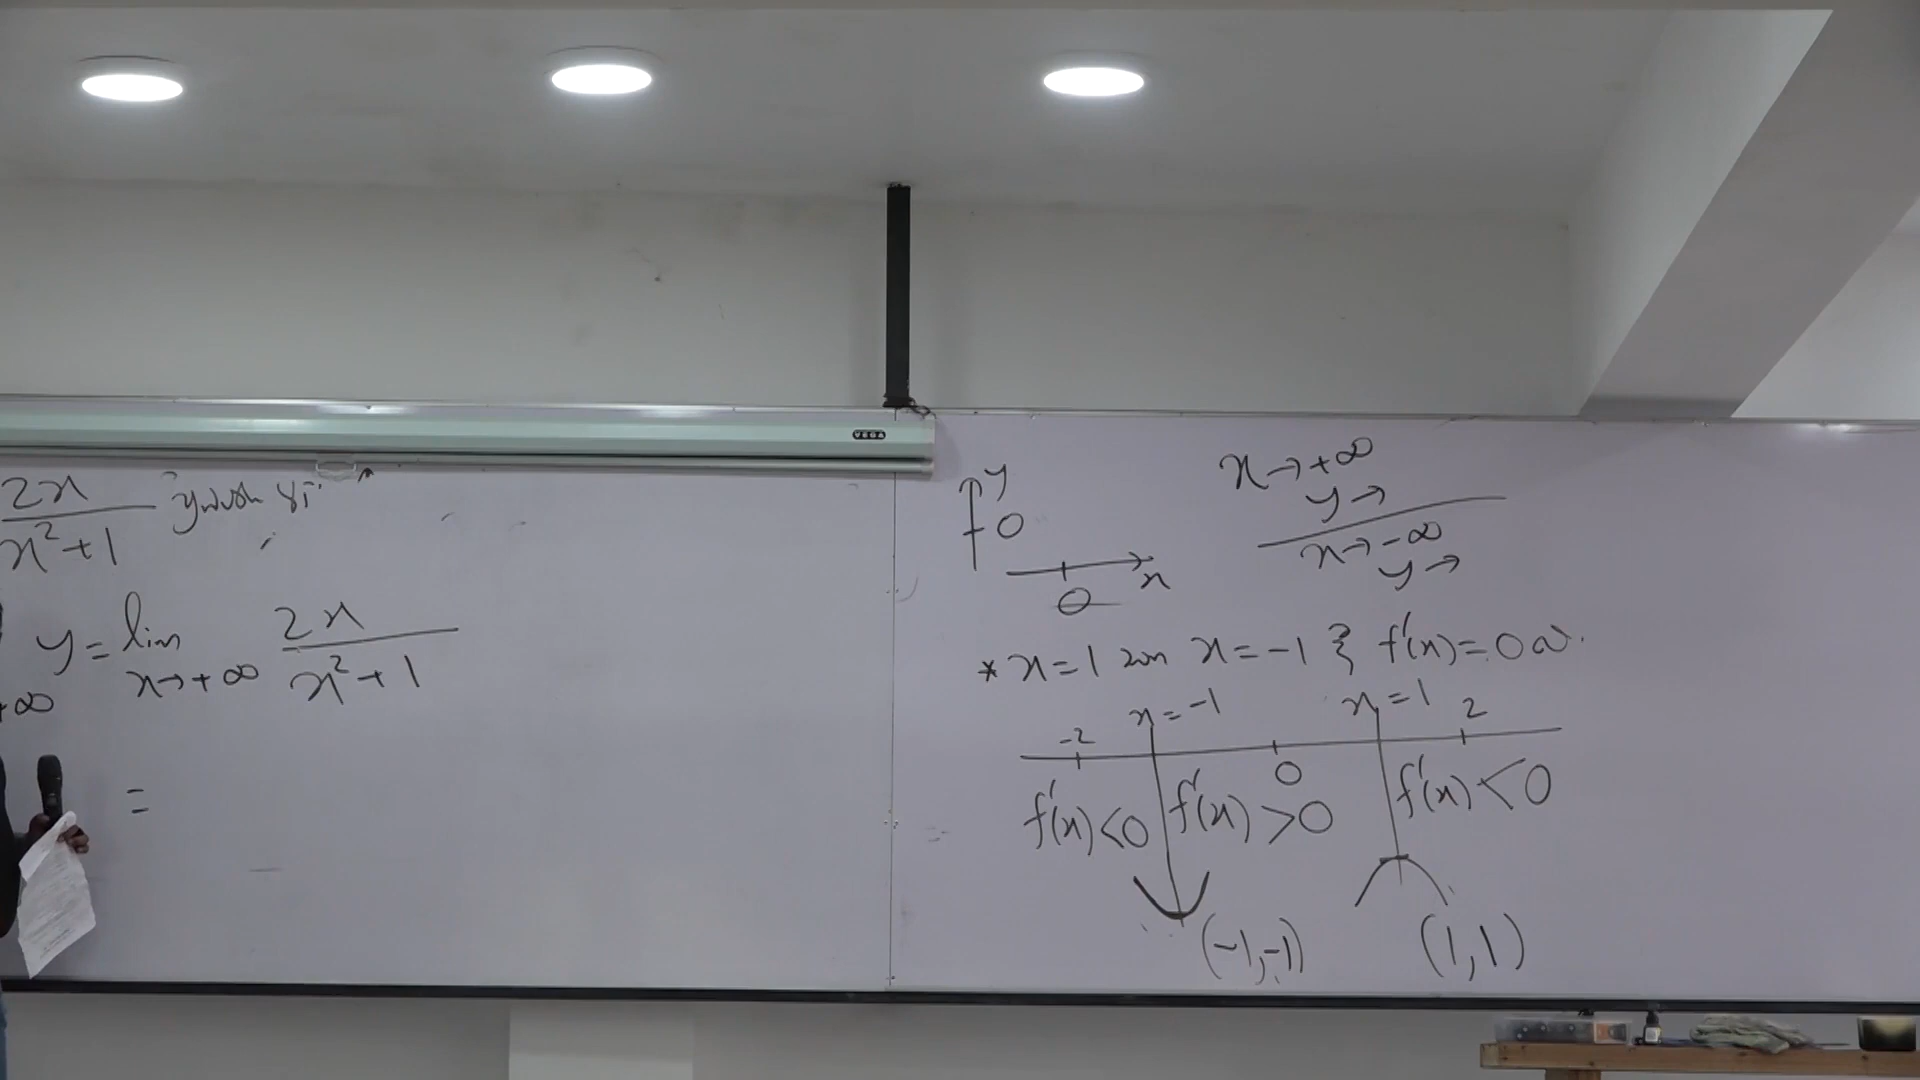 VEGA
2x
x²+1
y = lim 2x
x→+∞ x²+1
+∞
=
y
0
x
0
x→+∞
y→
x→-∞
y→
* x=1 x=-1 f'(x)=0
-2 x=-1 0 x=1 2
f'(x)<0 f'(x)>0 f'(x)<0
(-1,-1) (1,1)